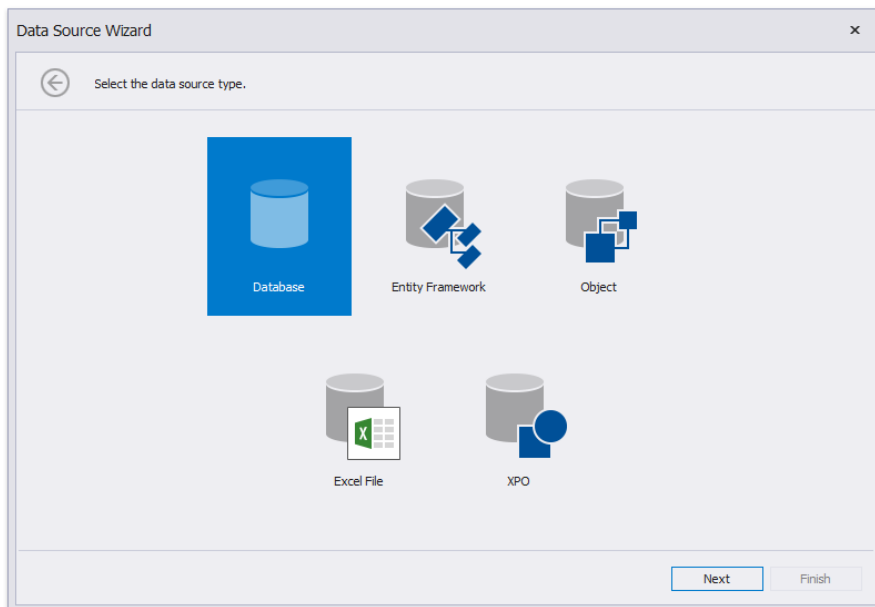 Data Source Wizard
Select the data source type.
Database
Entity Framework
Object
X
Excel File
XPO
Next
Finish